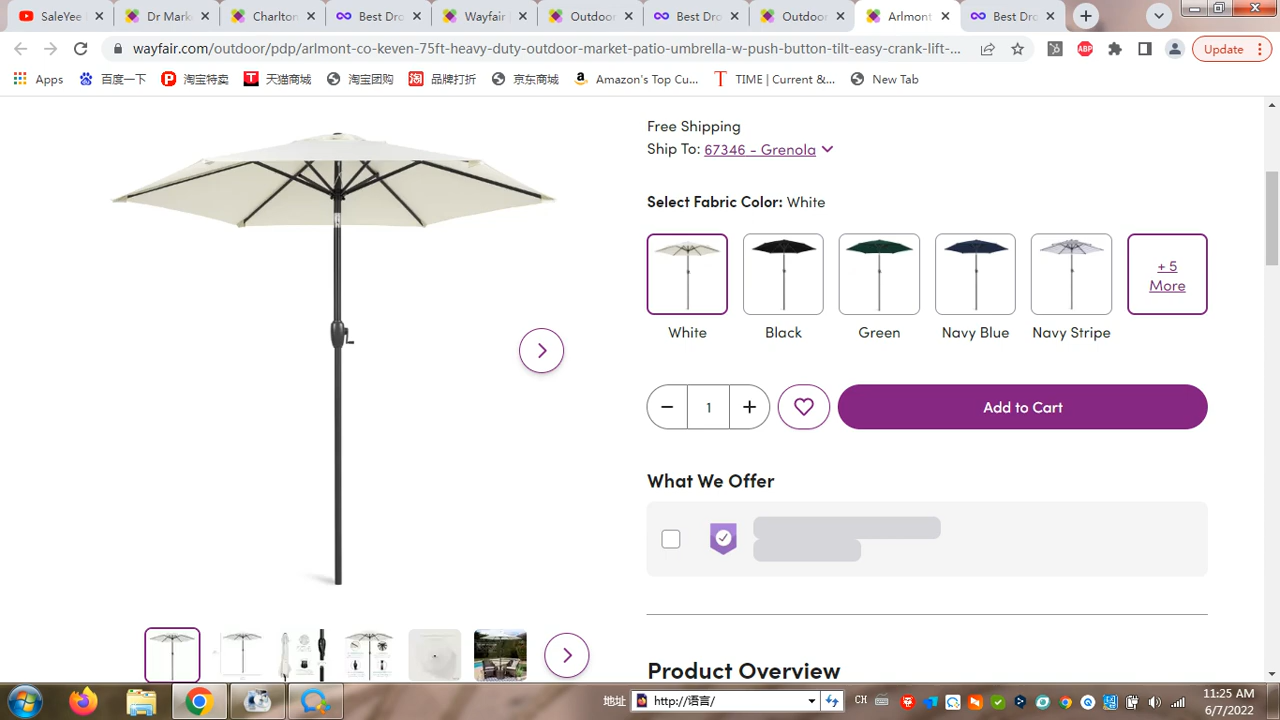 SaleYee
Dr Mark
Charlton
Best Dro
Wayfair
Outdoor
Best Dro
Outdoor
Arlmont
Best Dro
wayfair.com/outdoor/pdp/arlmont-co-keven-75ft-heavy-duty-outdoor-market-patio-umbrella-w-push-button-tilt-easy-crank-lift-...
ABP
Update
Apps
百度一下
淘宝特卖
天猫商城
淘宝团购
品牌打折
京东商城
Amazon's Top Cu...
TIME | Current &...
New Tab
Free Shipping
Ship To: 67346 - Grenola
Select Fabric Color: White
+ 5
More
White
Black
Green
Navy Blue
Navy Stripe
1
Add to Cart
What We Offer
Product Overview
地址
http://语言/
CH
11:25 AM
6/7/2022